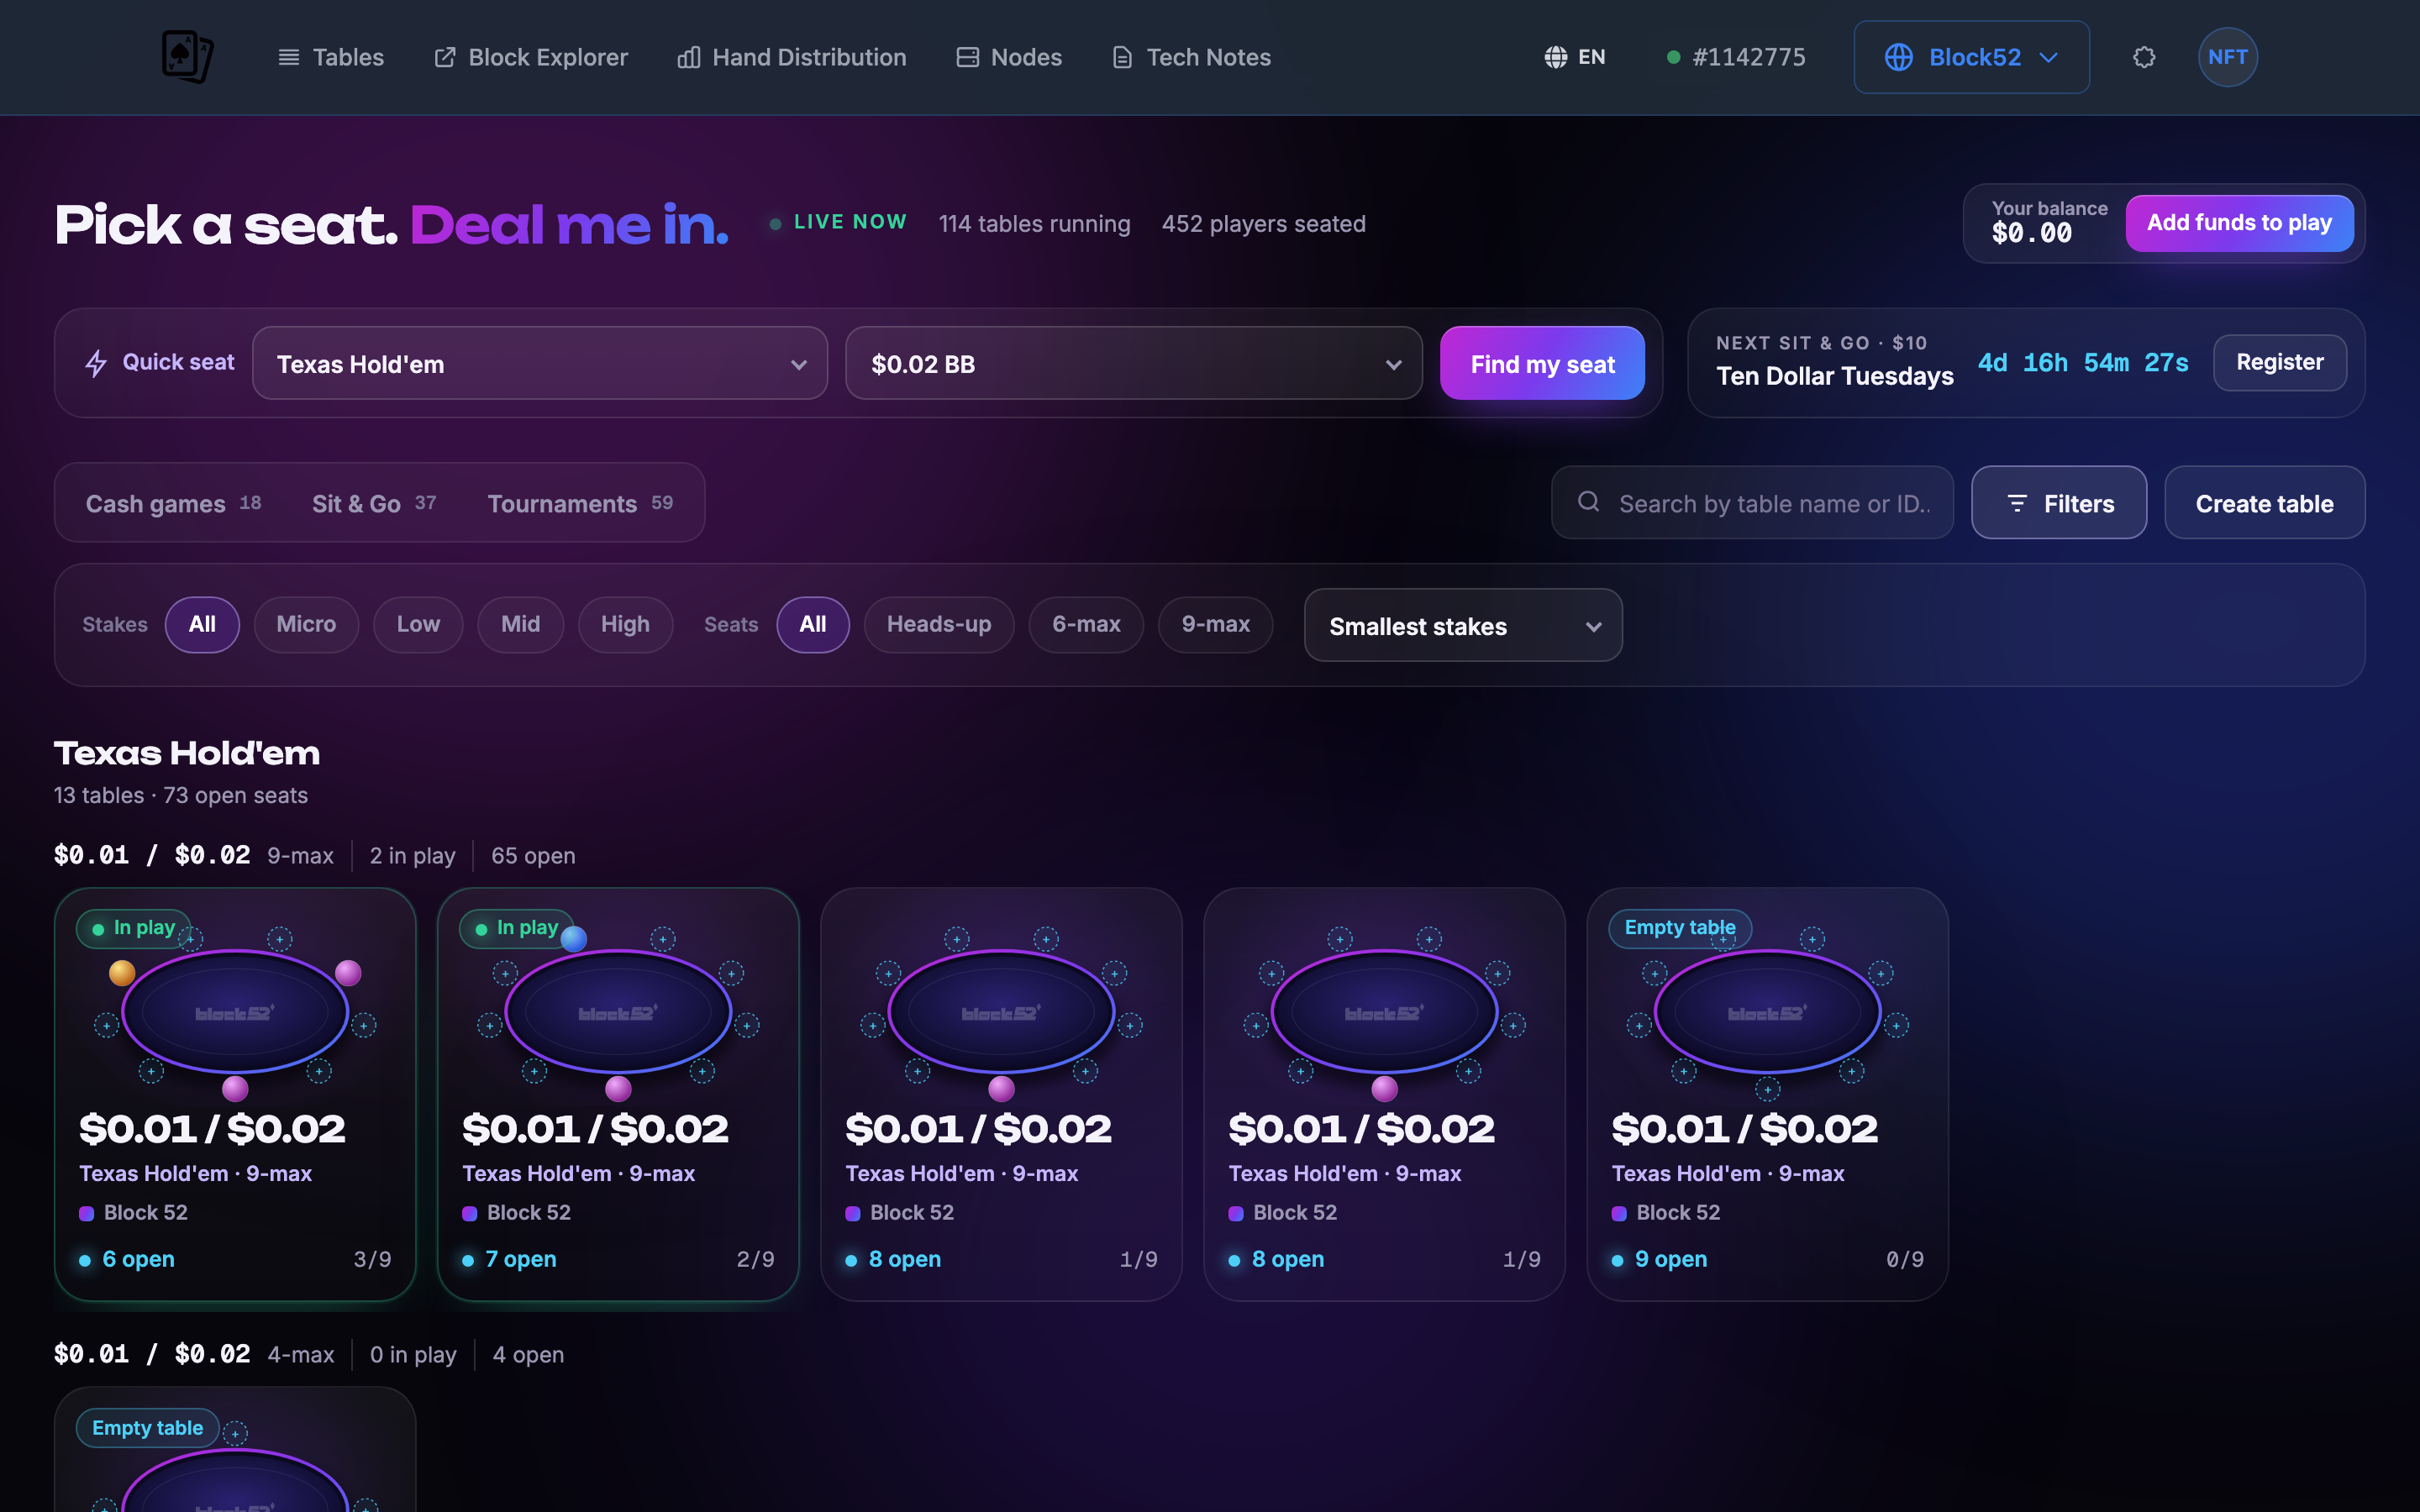 Tables
Block Explorer
Hand Distribution
Nodes
Tech Notes
EN
#1142775
Block52
NFT
Pick a seat. Deal me in.
LIVE NOW
114 tables running
452 players seated
Your balance
$0.00
Add funds to play
Quick seat
Texas Hold'em
$0.02 BB
Find my seat
NEXT SIT & GO · $10
Ten Dollar Tuesdays
4d 16h 54m 27s
Register
Cash games 18
Sit & Go 37
Tournaments 59
Search by table name or ID..
Filters
Create table
Stakes
All
Micro
Low
Mid
High
Seats
All
Heads-up
6-max
9-max
Smallest stakes
Texas Hold'em
13 tables · 73 open seats
$0.01 / $0.02 9-max 2 in play 65 open
In play
block52
$0.01 / $0.02
Texas Hold'em · 9-max
Block 52
6 open 3/9
In play
block52
$0.01 / $0.02
Texas Hold'em · 9-max
Block 52
7 open 2/9
block52
$0.01 / $0.02
Texas Hold'em · 9-max
Block 52
8 open 1/9
block52
$0.01 / $0.02
Texas Hold'em · 9-max
Block 52
8 open 1/9
Empty table
block52
$0.01 / $0.02
Texas Hold'em · 9-max
Block 52
9 open 0/9
$0.01 / $0.02 4-max 0 in play 4 open
Empty table
block52